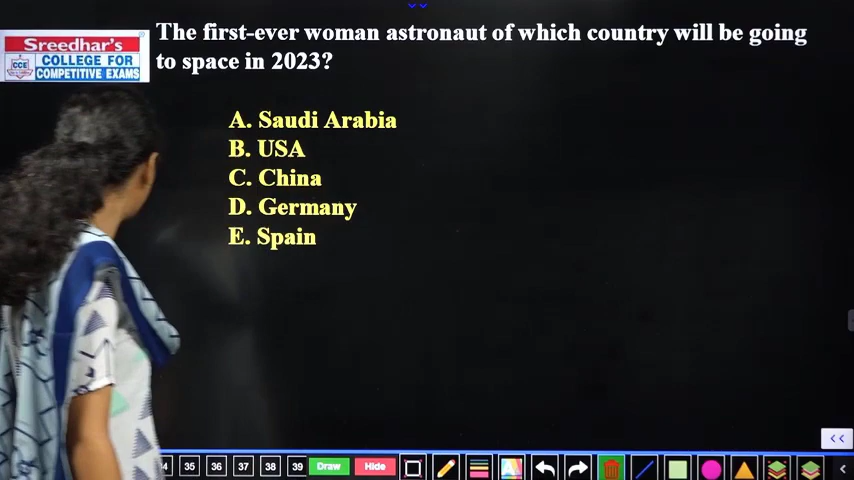 The first-ever woman astronaut of which country will be going
to space in 2023?
Sreedhar's
CCE
COLLEGE FOR
COMPETITIVE EXAMS
A. Saudi Arabia
B. USA
C. China
D. Germany
E. Spain
35 36 37 38 39 Draw Hide